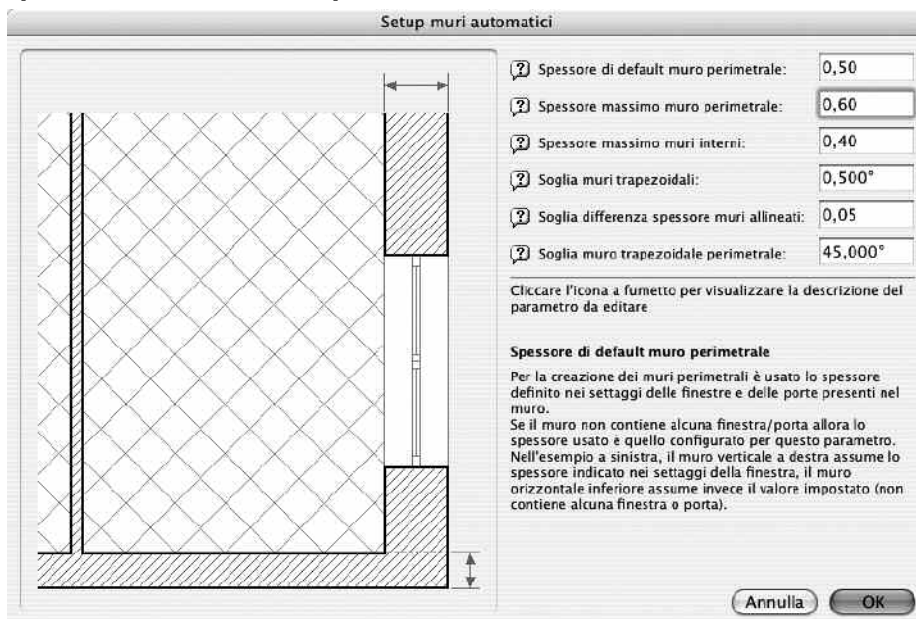 Setup muri automatici
Spessore di default muro perimetrale: 0,50
Spessore massimo muro perimetrale: 0,60
Spessore massimo muri interni: 0,40
Soglia muri trapezoidali: 0,500°
Soglia differenza spessore muri allineati: 0,05
Soglia muro trapezoidale perimetrale: 45,000°
Cliccare l'icona a fumetto per visualizzare la descrizione del
parametro da editare
Spessore di default muro perimetrale
Per la creazione dei muri perimetrali è usato lo spessore
definito nei settaggi delle finestre e delle porte presenti nel
muro.
Se il muro non contiene alcuna finestra/porta allora lo
spessore usato è quello configurato per questo parametro.
Nell'esempio a sinistra, il muro verticale a destra assume lo
spessore indicato nei settaggi della finestra, il muro
orizzontale inferiore assume invece il valore impostato (non
contiene alcuna finestra o porta).
Annulla OK